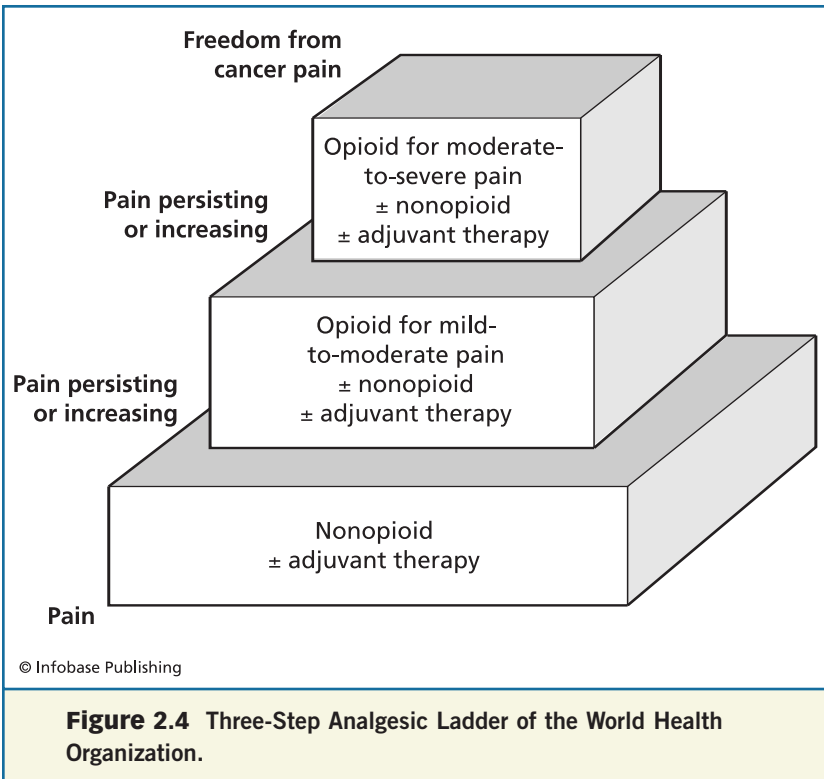 Freedom from
cancer pain
Opioid for moderate-
to-severe pain
± nonopioid
± adjuvant therapy
Pain persisting
or increasing
Opioid for mild-
to-moderate pain
± nonopioid
± adjuvant therapy
Pain persisting
or increasing
Nonopioid
± adjuvant therapy
Pain
© Infobase Publishing
Figure 2.4 Three-Step Analgesic Ladder of the World Health
Organization.